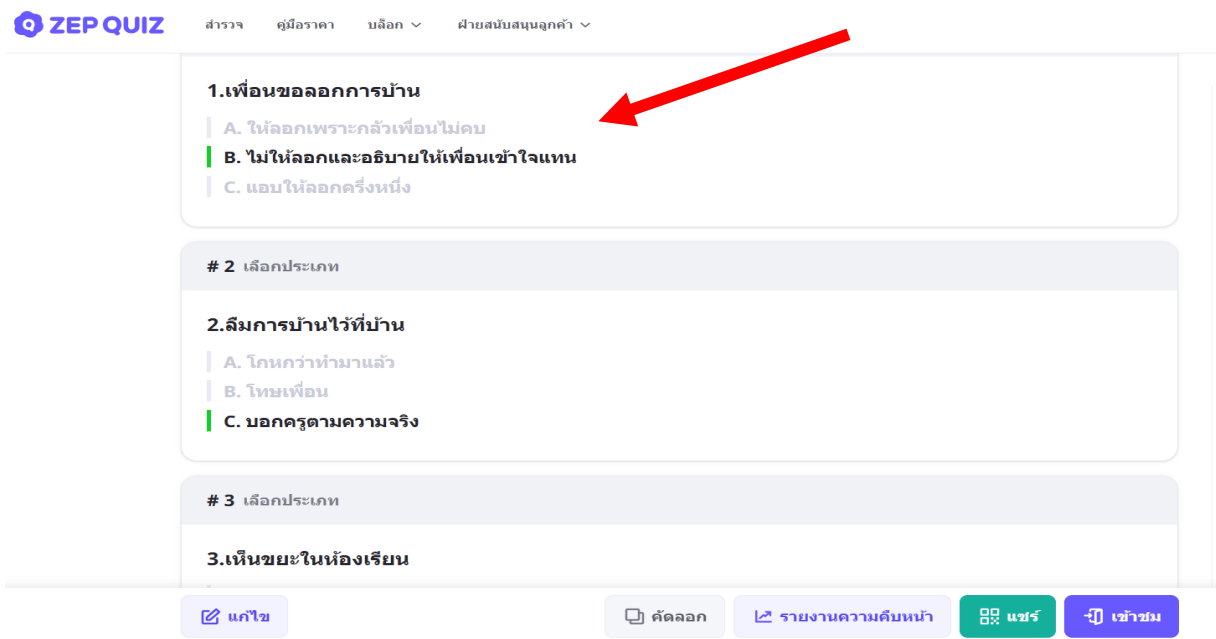 ZEP QUIZ สำรวจ คู่มือราคา บล็อก ฝ่ายสนับสนุนลูกค้า
1.เพื่อนขอลอกการบ้าน
A. ให้ลอกเพราะกลัวเพื่อนไม่คบ
B. ไม่ให้ลอกและอธิบายให้เพื่อนเข้าใจแทน
C. แอบให้ลอกครึ่งหนึ่ง
# 2 เลือกประเภท
2.ลืมการบ้านไว้ที่บ้าน
A. โกหกว่าทำมาแล้ว
B. โทษเพื่อน
C. บอกครูตามความจริง
# 3 เลือกประเภท
3.เห็นขยะในห้องเรียน
แก้ไข คัดลอก รายงานความคืบหน้า แชร์ เข้าชม